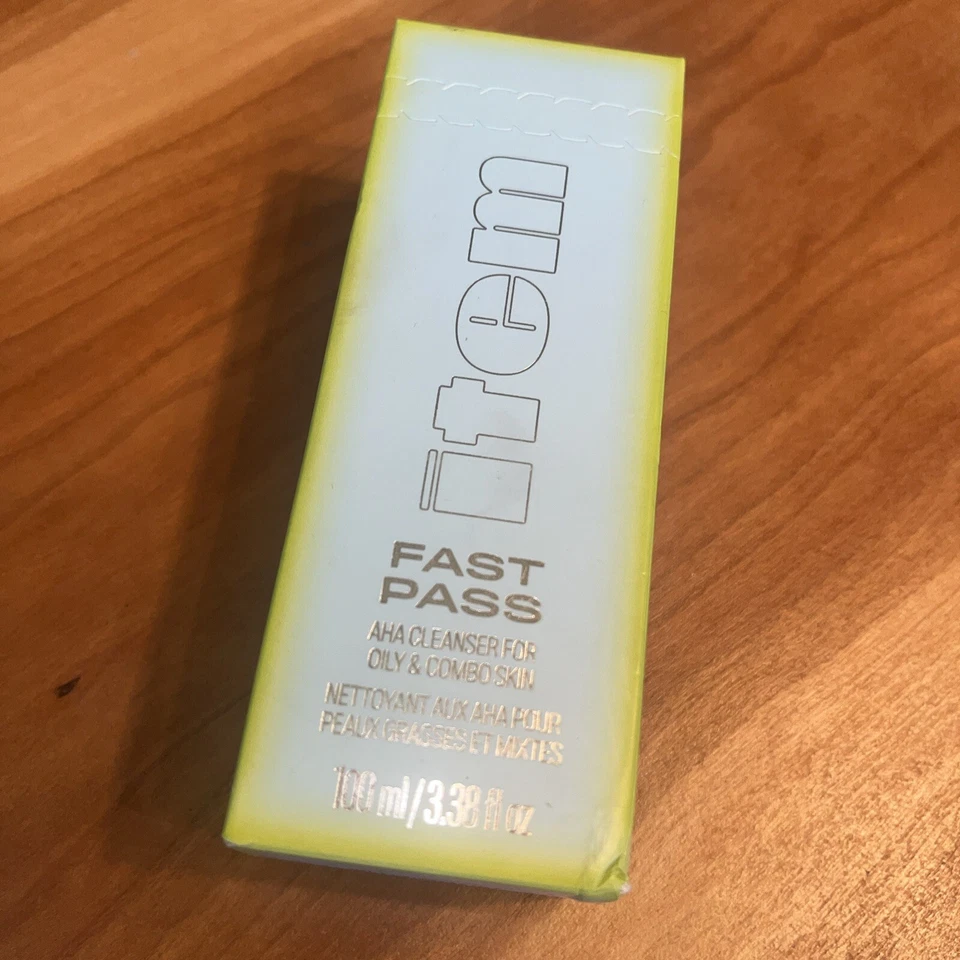 item
FAST
PASS
AHA CLEANSER FOR
OILY & COMBO SKIN
NETTOYANT AUX AHA POUR
PEAUX GRASSES ET MIXTES
100 ml/3.38 fl oz